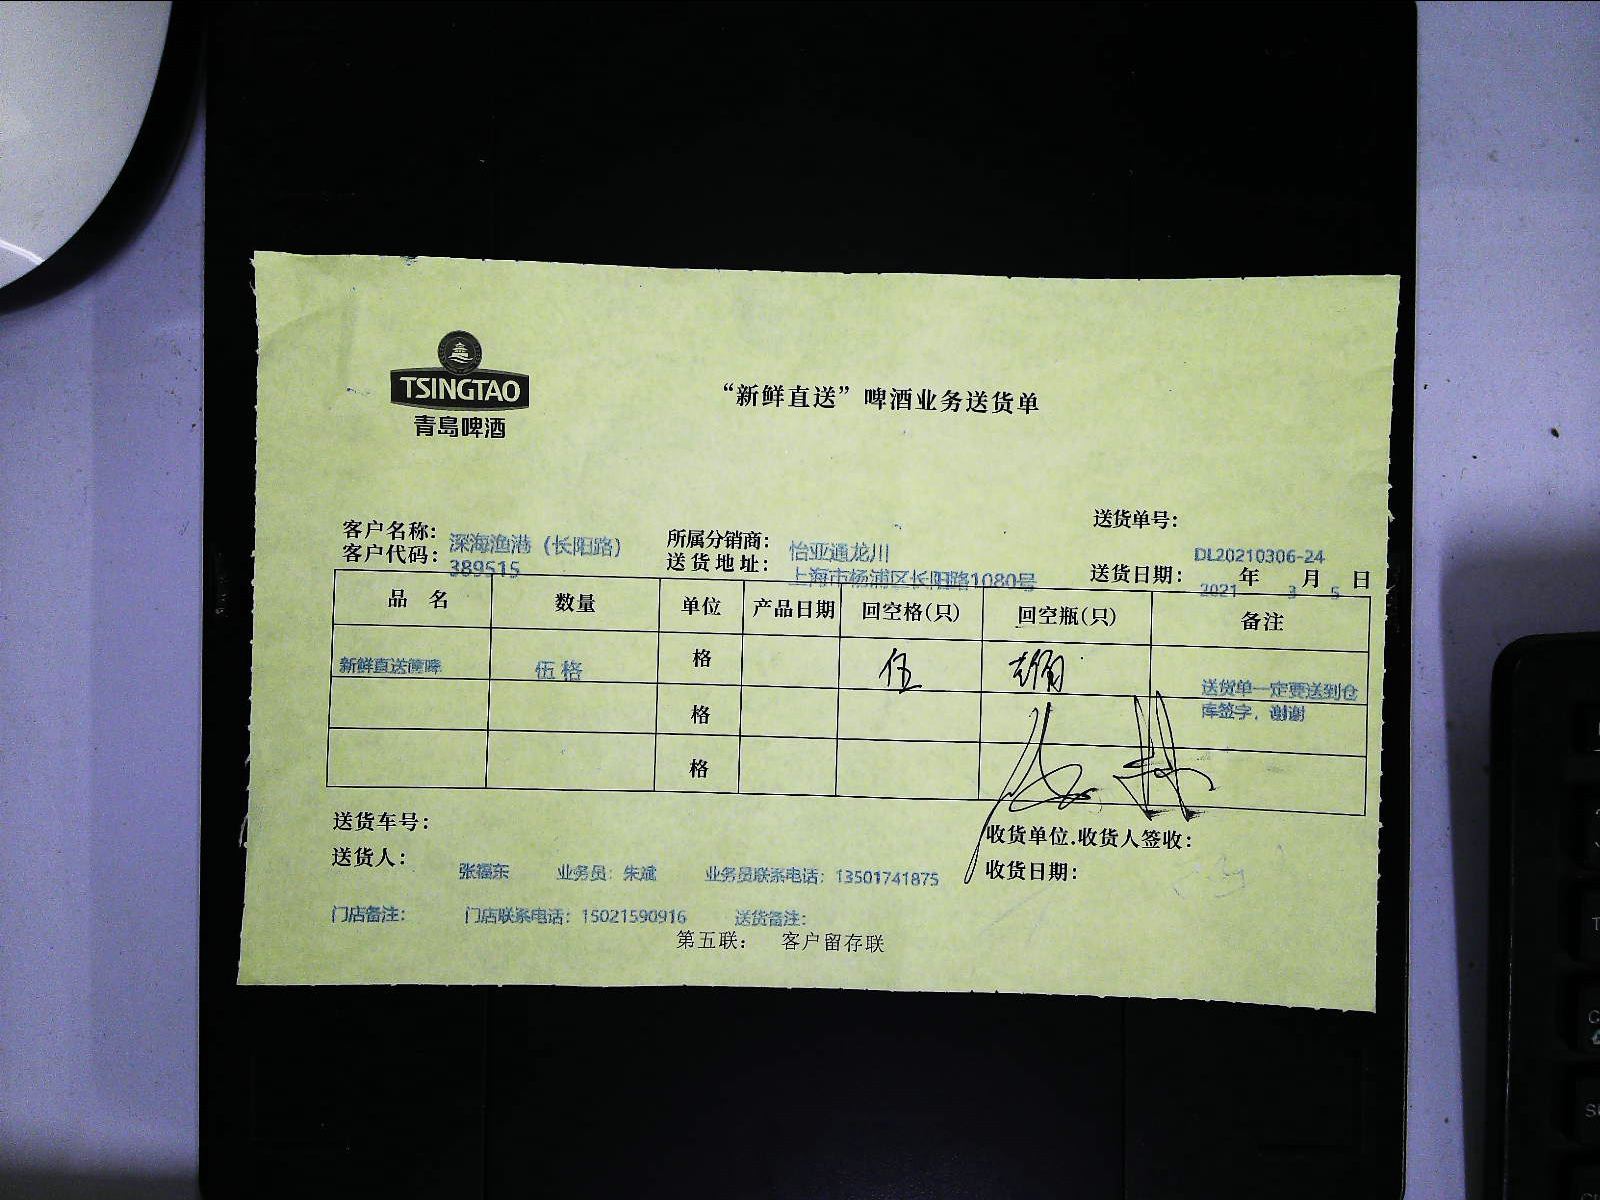 TSINGTAO
青岛啤酒
“新鲜直送”啤酒业务送货单
送货单号:
DL20210306-24
客户名称: 深海渔港（长阳路） 所属分销商: 怡亚通龙川
客户代码: 389515 送货地址: 上海市杨浦区长阳路1080号 送货日期: 2021 年 3 月 5 日
品 名 数量 单位 产品日期 回空格(只) 回空瓶(只) 备注
新鲜直送 伍格 格 伍 送货单一定要送到仓
库签字，谢谢
格
格
送货车号:
收货单位.收货人签收:
送货人: 张福东 业务员: 朱斌 业务员联系电话: 13501741875 收货日期:
门店备注: 门店联系电话: 15021590916 送货备注:
第五联: 客户留存联